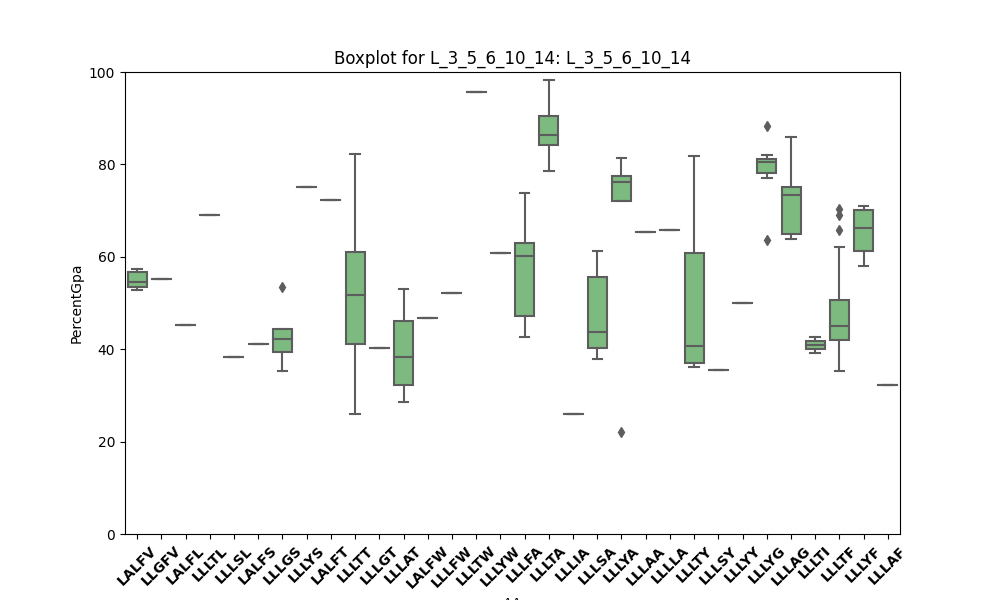 Boxplot for L_3_5_6_10_14: L_3_5_6_10_14
PercentGpa
100
80
60
40
20
0
LALFV LLGFV LALFL LLLTL LLLSL LALFS LLLGS LLLYS LALFT LLLTT LLLGT LLLAT LALFW LLLFW LLLTW LLLYW LLLFA LLLTA LLLIA LLLSA LLLYA LLLAA LLLLA LLLTY LLLSY LLLYY LLLYG LLLAG LLLTI LLLTF LLLYF LLLAF